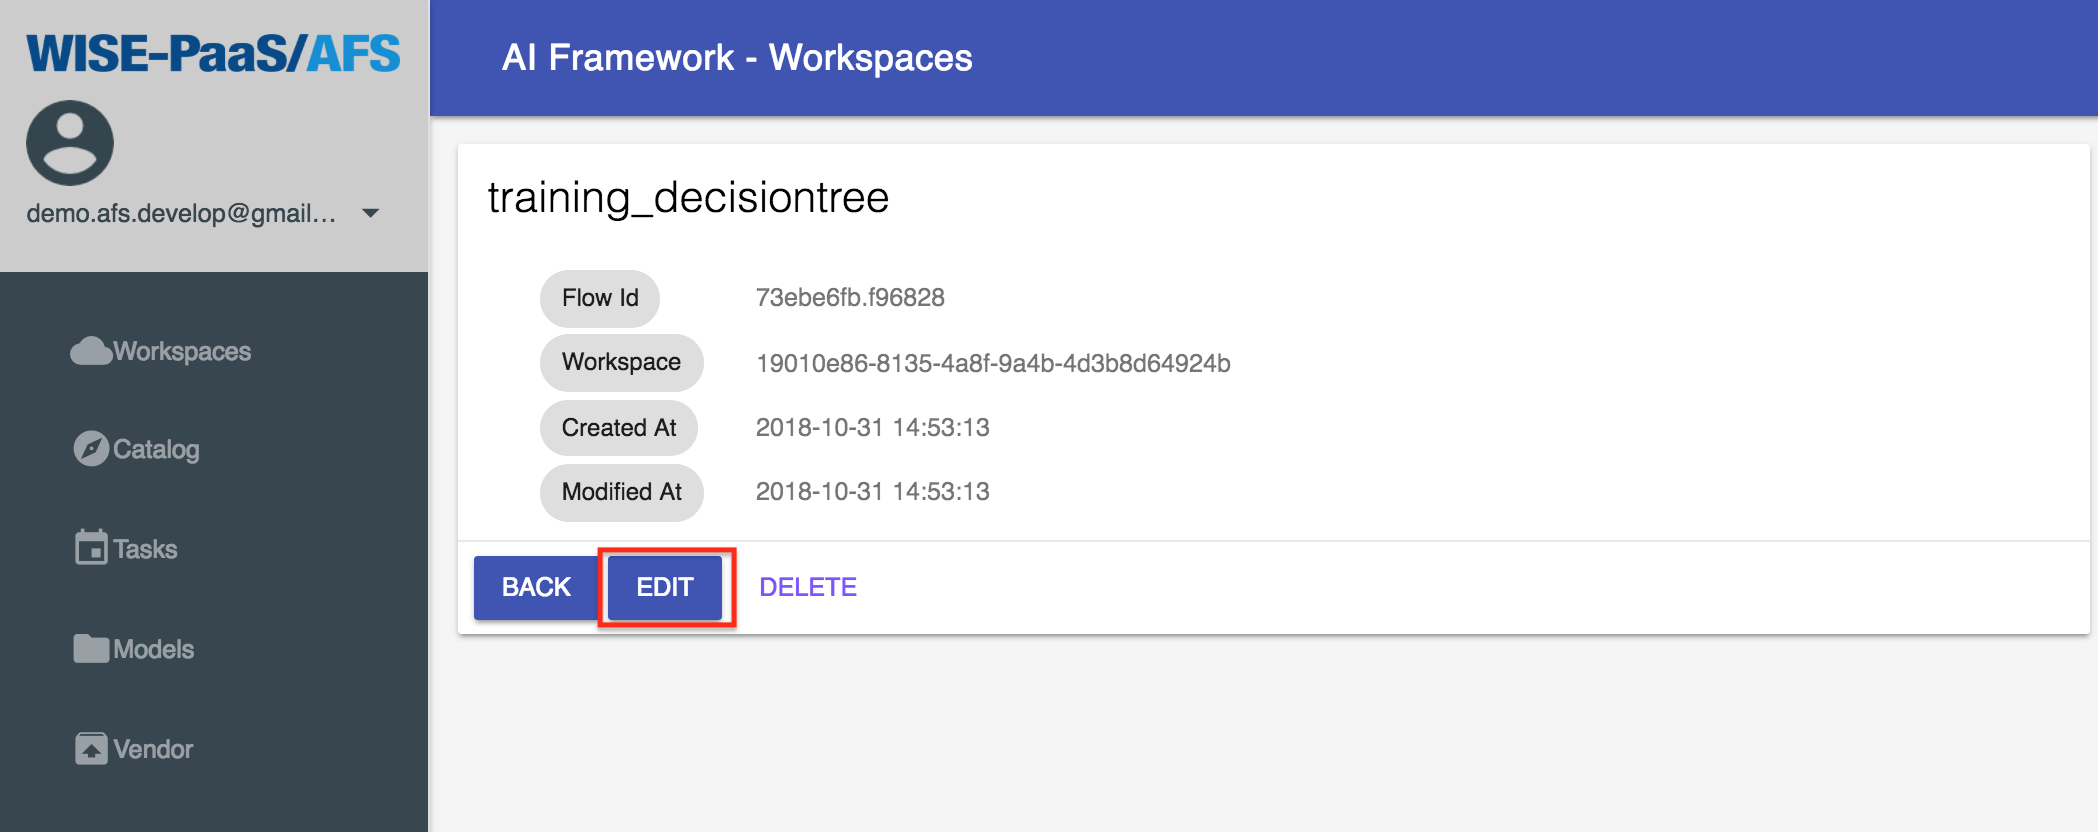 WISE-PaaS/AFS
demo.afs.develop@gmail...
Workspaces
Catalog
Tasks
Models
Vendor
AI Framework - Workspaces
training_decisiontree
Flow Id 73ebe6fb.f96828
Workspace 19010e86-8135-4a8f-9a4b-4d3b8d64924b
Created At 2018-10-31 14:53:13
Modified At 2018-10-31 14:53:13
BACK EDIT DELETE